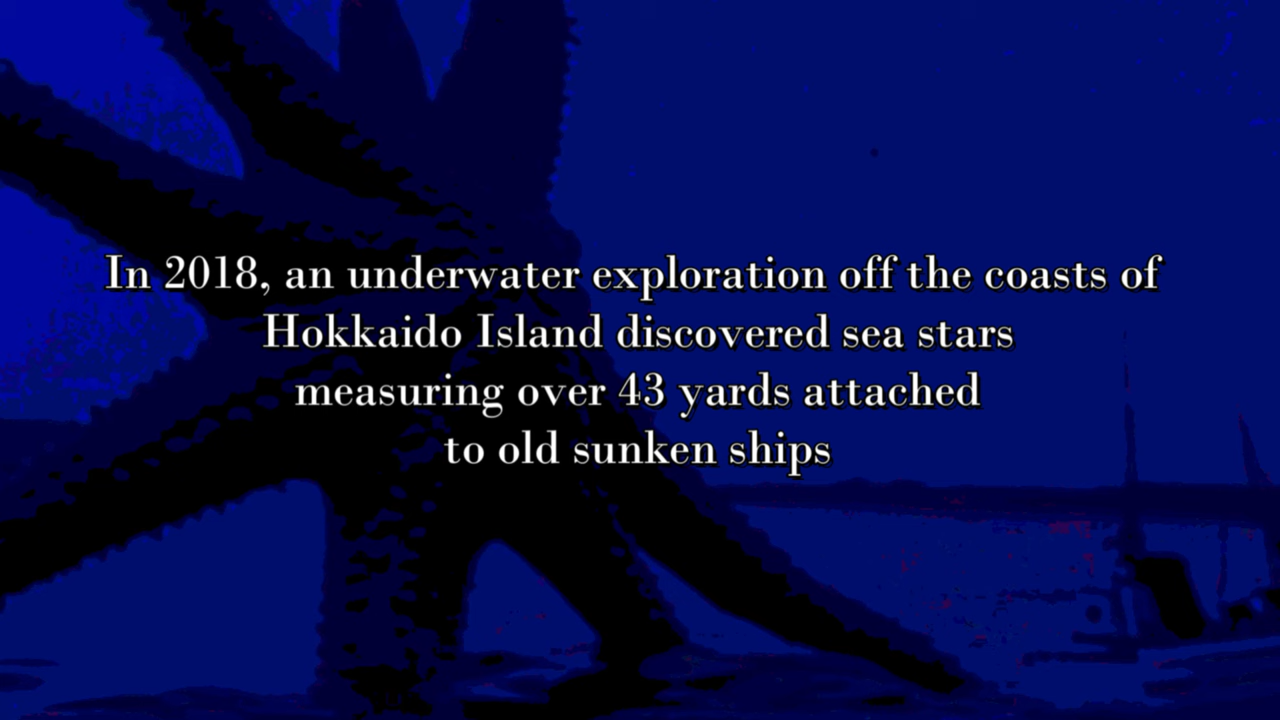 In 2018, an underwater exploration off the coasts of
Hokkaido Island discovered sea stars
measuring over 43 yards attached
to old sunken ships